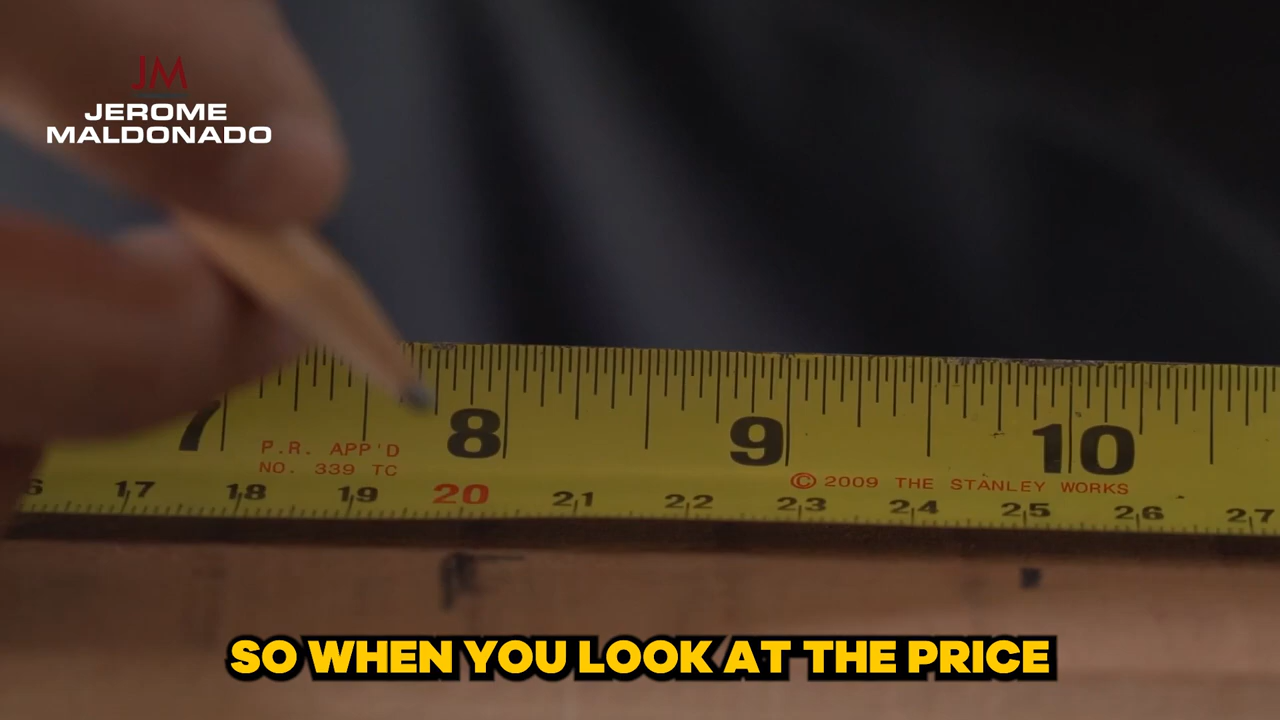 JM
JEROME
MALDONADO
7 8 9 10
P.R. APP'D
NO. 339 TC
© 2009 THE STANLEY WORKS
6 17 18 19 20 21 22 23 24 25 26 27
SO WHEN YOU LOOK AT THE PRICE